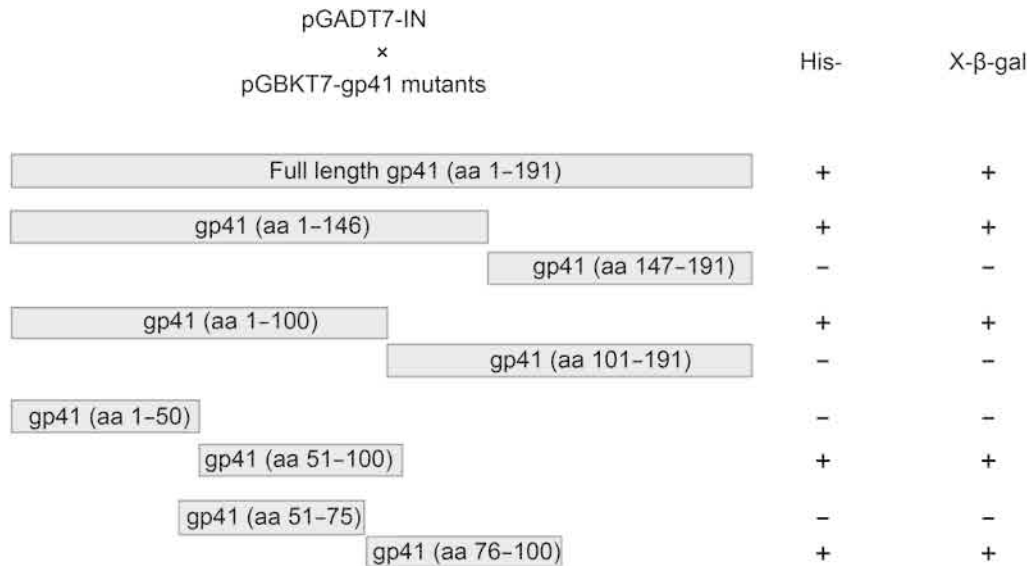 pGADT7-IN
×
pGBKT7-gp41 mutants
His- X-β-gal
Full length gp41 (aa 1–191) + +
gp41 (aa 1–146) + +
gp41 (aa 147–191) – –
gp41 (aa 1–100) + +
gp41 (aa 101–191) – –
gp41 (aa 1–50) – –
gp41 (aa 51–100) + +
gp41 (aa 51–75) – –
gp41 (aa 76–100) + +